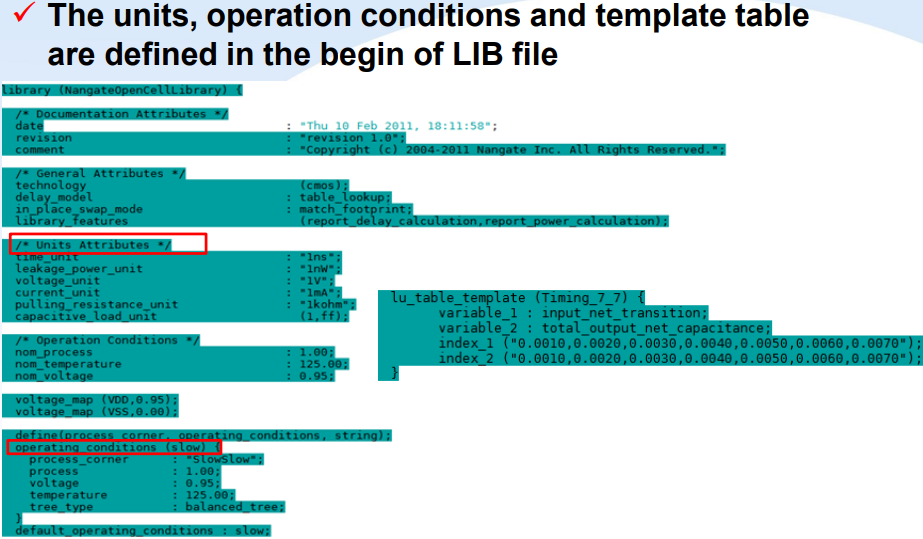 ✓ The units, operation conditions and template table
are defined in the begin of LIB file
library (NangateOpenCellLibrary) {
/* Documentation Attributes */
date : "Thu 10 Feb 2011, 18:11:58";
revision : "revision 1.0";
comment : "Copyright (c) 2004-2011 Nangate Inc. All Rights Reserved.";
/* General Attributes */
technology (cmos);
delay_model : table_lookup;
in_place_swap_mode : match_footprint;
library_features (report_delay_calculation,report_power_calculation);
/* Units Attributes */
time_unit : "1ns";
leakage_power_unit : "1nW";
voltage_unit : "1V";
current_unit : "1mA";
pulling_resistance_unit : "1kohm";
capacitive_load_unit (1,ff);
/* Operation Conditions */
nom_process : 1.00;
nom_temperature : 125.00;
nom_voltage : 0.95;
voltage_map (VDD,0.95);
voltage_map (VSS,0.00);
define(process_corner, operating_conditions, string);
operating_conditions (slow) {
process_corner : "SlowSlow";
process : 1.00;
voltage : 0.95;
temperature : 125.00;
tree_type : balanced_tree;
}
default_operating_conditions : slow;
lu_table_template (Timing_7_7) {
variable_1 : input_net_transition;
variable_2 : total_output_net_capacitance;
index_1 ("0.0010,0.0020,0.0030,0.0040,0.0050,0.0060,0.0070");
index_2 ("0.0010,0.0020,0.0030,0.0040,0.0050,0.0060,0.0070");
}